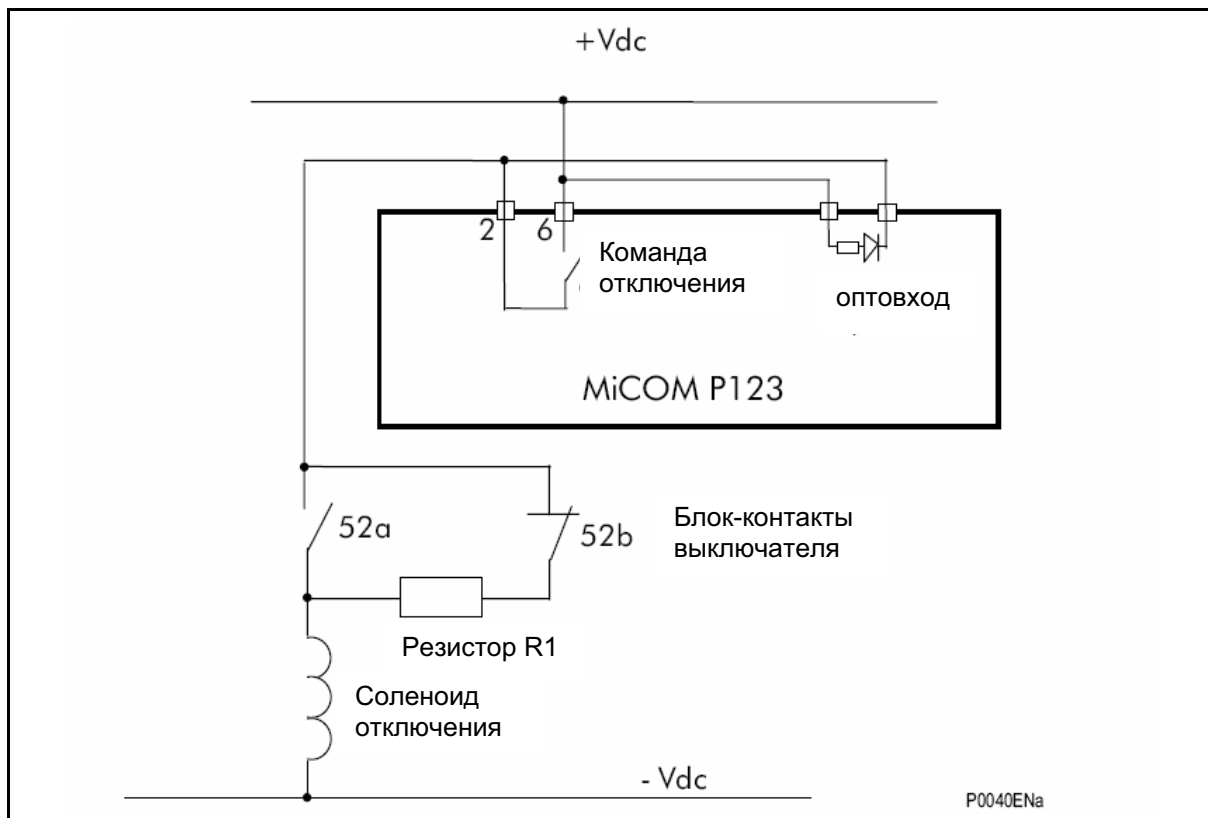 +Vdc
2
6
Команда
отключения
оптовход
MiCOM P123
52a
52b
Блок-контакты
выключателя
Резистор R1
Соленоид
отключения
- Vdc
P0040ENa